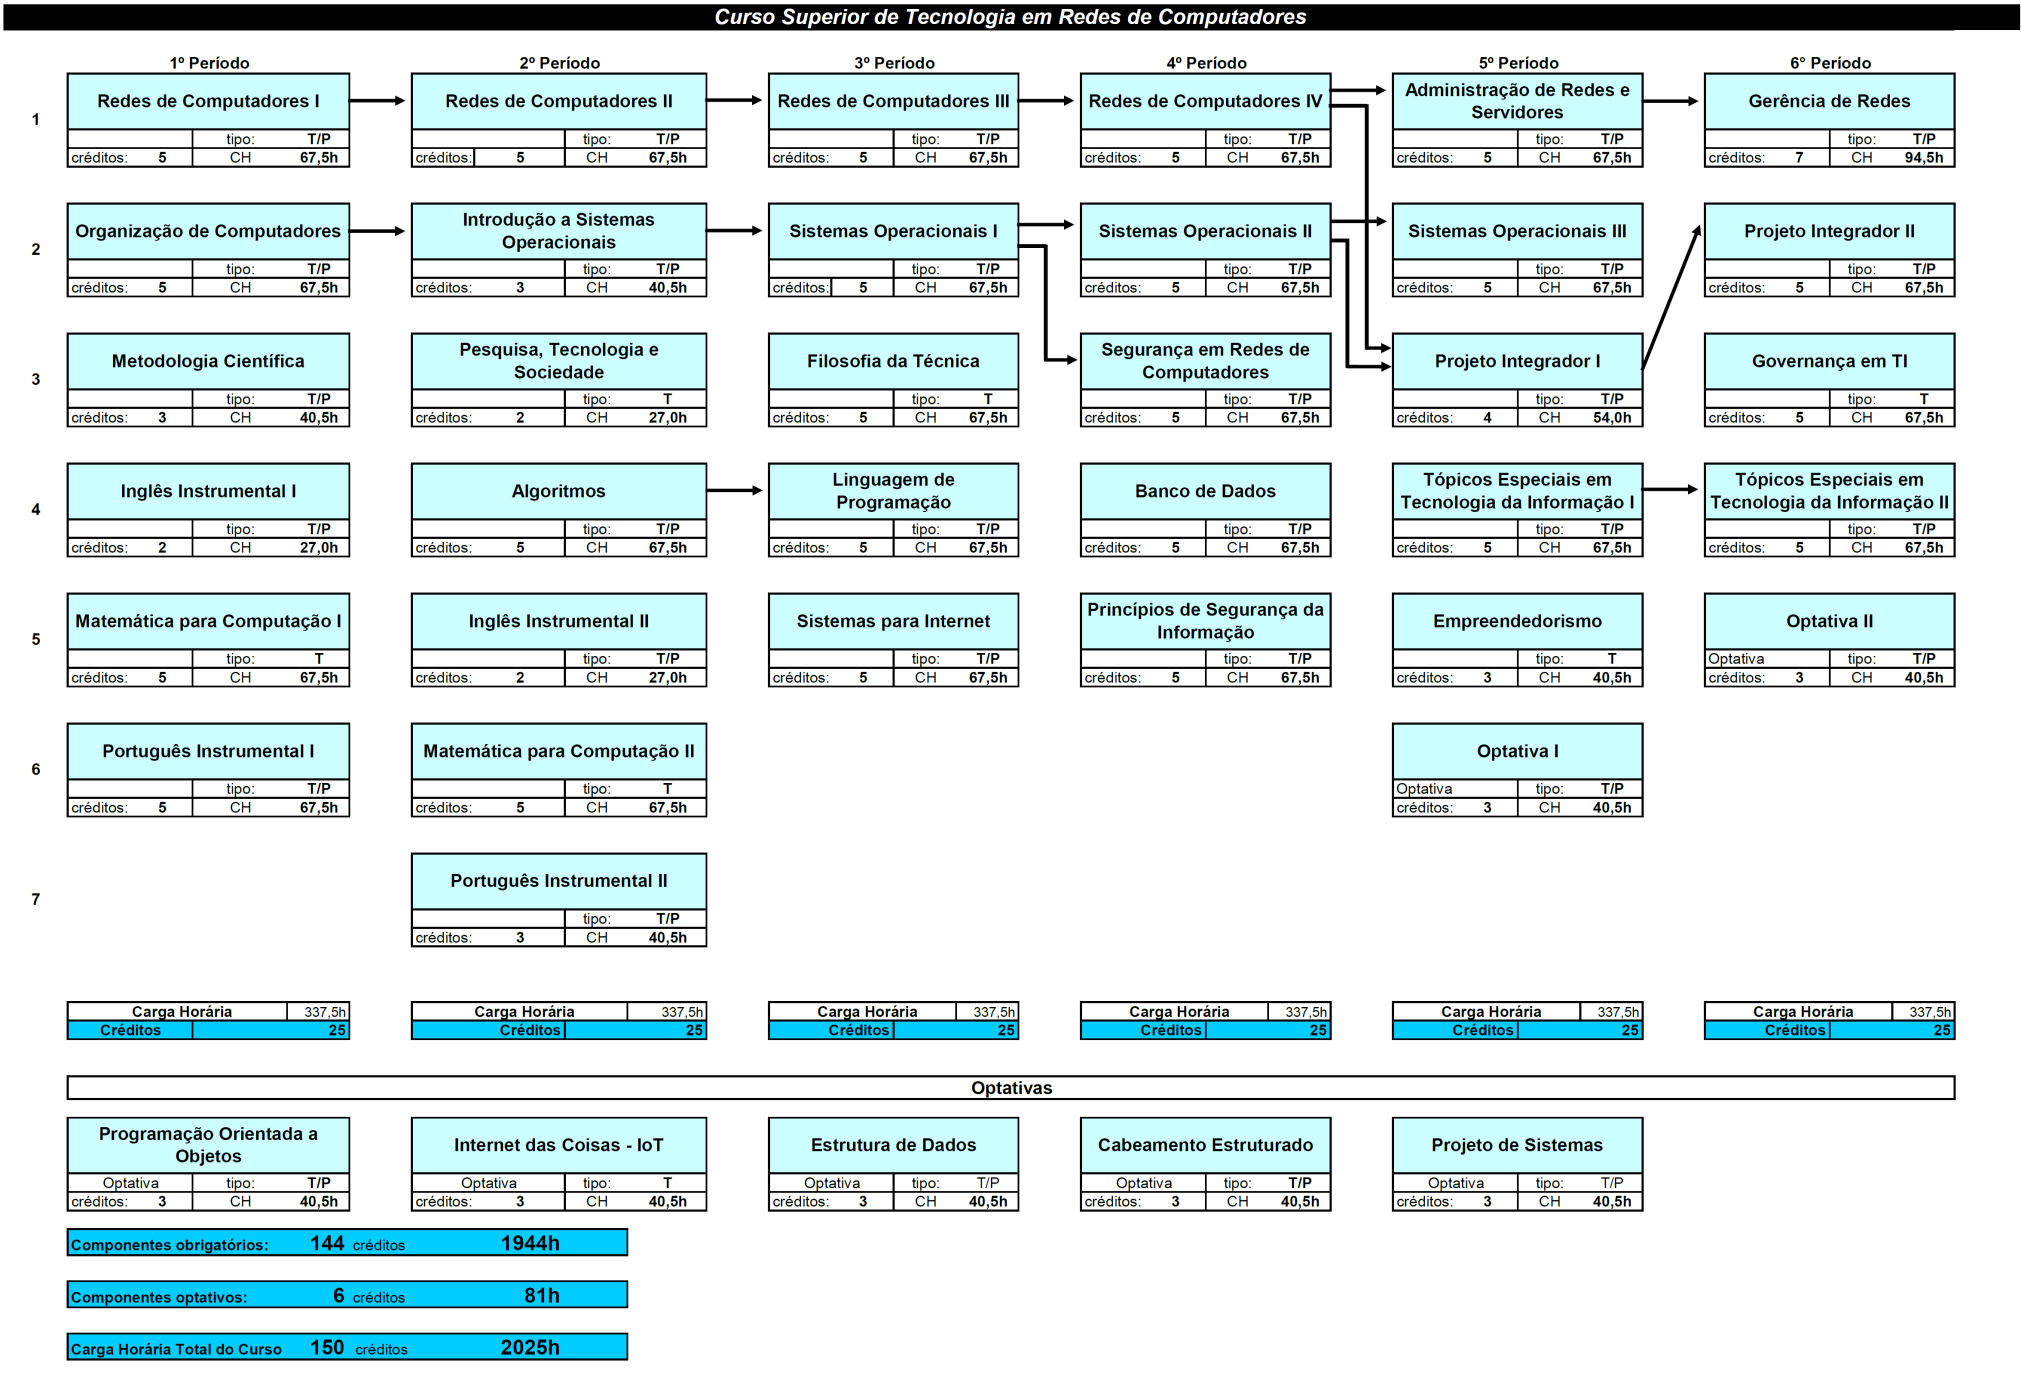 Curso Superior de Tecnologia em Redes de Computadores
1º Período 2º Período 3º Período 4º Período 5º Período 6° Período
1
Redes de Computadores I
tipo: T/P
créditos: 5 CH 67,5h
Redes de Computadores II
tipo: T/P
créditos: 5 CH 67,5h
Redes de Computadores III
tipo: T/P
créditos: 5 CH 67,5h
Redes de Computadores IV
tipo: T/P
créditos: 5 CH 67,5h
Administração de Redes e
Servidores
tipo: T/P
créditos: 5 CH 67,5h
Gerência de Redes
tipo: T/P
créditos: 7 CH 94,5h
2
Organização de Computadores
tipo: T/P
créditos: 5 CH 67,5h
Introdução a Sistemas
Operacionais
tipo: T/P
créditos: 3 CH 40,5h
Sistemas Operacionais I
tipo: T/P
créditos: 5 CH 67,5h
Sistemas Operacionais II
tipo: T/P
créditos: 5 CH 67,5h
Sistemas Operacionais III
tipo: T/P
créditos: 5 CH 67,5h
Projeto Integrador II
tipo: T/P
créditos: 5 CH 67,5h
3
Metodologia Científica
tipo: T/P
créditos: 3 CH 40,5h
Pesquisa, Tecnologia e
Sociedade
tipo: T
créditos: 2 CH 27,0h
Filosofia da Técnica
tipo: T
créditos: 5 CH 67,5h
Segurança em Redes de
Computadores
tipo: T/P
créditos: 5 CH 67,5h
Projeto Integrador I
tipo: T/P
créditos: 4 CH 54,0h
Governança em TI
tipo: T
créditos: 5 CH 67,5h
4
Inglês Instrumental I
tipo: T/P
créditos: 2 CH 27,0h
Algoritmos
tipo: T/P
créditos: 5 CH 67,5h
Linguagem de
Programação
tipo: T/P
créditos: 5 CH 67,5h
Banco de Dados
tipo: T/P
créditos: 5 CH 67,5h
Tópicos Especiais em
Tecnologia da Informação I
tipo: T/P
créditos: 5 CH 67,5h
Tópicos Especiais em
Tecnologia da Informação II
tipo: T/P
créditos: 5 CH 67,5h
5
Matemática para Computação I
tipo: T
créditos: 5 CH 67,5h
Inglês Instrumental II
tipo: T/P
créditos: 2 CH 27,0h
Sistemas para Internet
tipo: T/P
créditos: 5 CH 67,5h
Princípios de Segurança da
Informação
tipo: T/P
créditos: 5 CH 67,5h
Empreendedorismo
tipo: T
créditos: 3 CH 40,5h
Optativa II
Optativa tipo: T/P
créditos: 3 CH 40,5h
6
Português Instrumental I
tipo: T/P
créditos: 5 CH 67,5h
Matemática para Computação II
tipo: T
créditos: 5 CH 67,5h
Optativa I
Optativa tipo: T/P
créditos: 3 CH 40,5h
7
Português Instrumental II
tipo: T/P
créditos: 3 CH 40,5h
Carga Horária 337,5h
Créditos 25
Carga Horária 337,5h
Créditos 25
Carga Horária 337,5h
Créditos 25
Carga Horária 337,5h
Créditos 25
Carga Horária 337,5h
Créditos 25
Carga Horária 337,5h
Créditos 25
Optativas
Programação Orientada a
Objetos
Optativa tipo: T/P
créditos: 3 CH 40,5h
Internet das Coisas - IoT
Optativa tipo: T
créditos: 3 CH 40,5h
Estrutura de Dados
Optativa tipo: T/P
créditos: 3 CH 40,5h
Cabeamento Estruturado
Optativa tipo: T/P
créditos: 3 CH 40,5h
Projeto de Sistemas
Optativa tipo: T/P
créditos: 3 CH 40,5h
Componentes obrigatórios: 144 créditos 1944h
Componentes optativos: 6 créditos 81h
Carga Horária Total do Curso 150 créditos 2025h